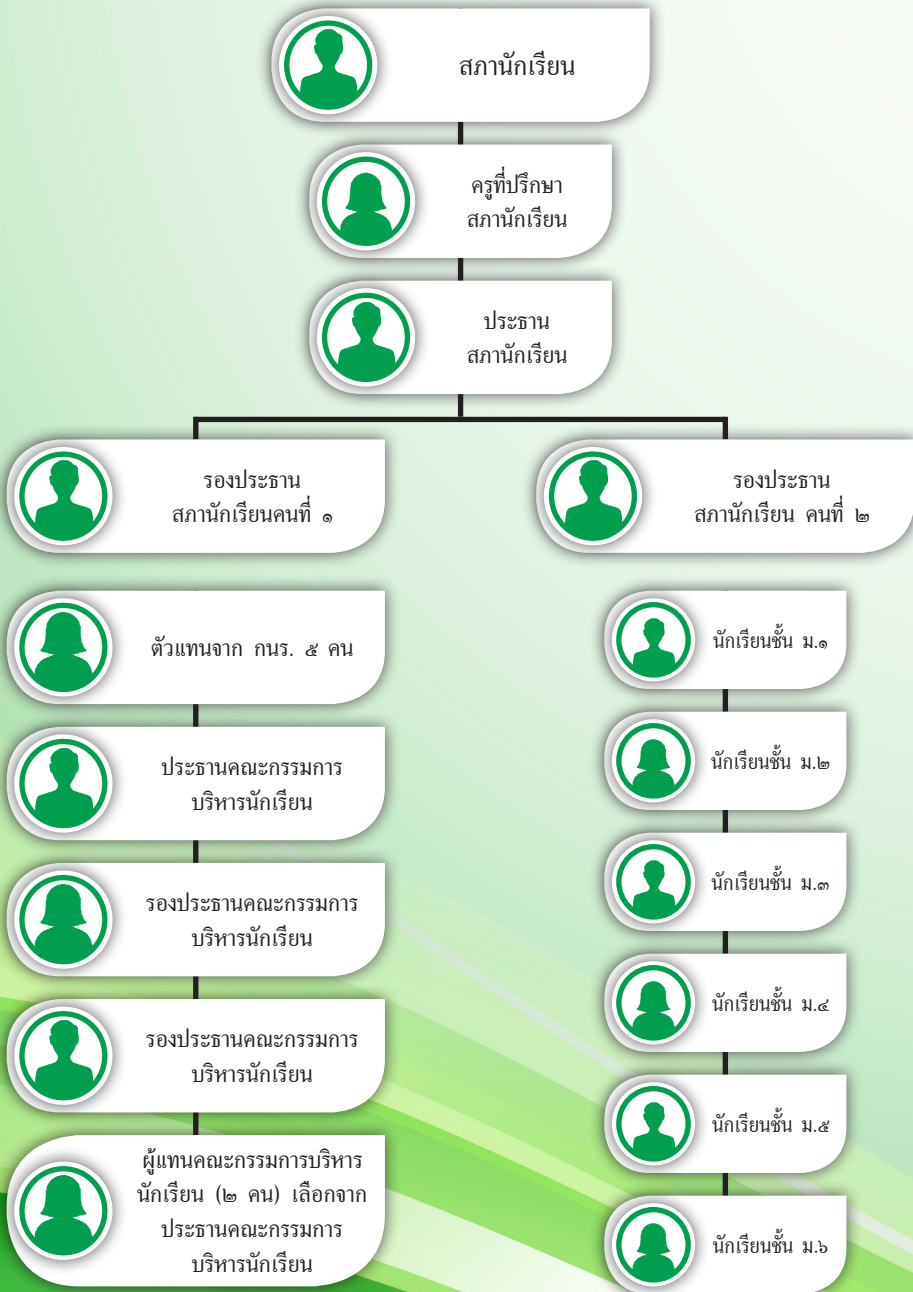 สภานักเรียน
ครูที่ปรึกษา
สภานักเรียน
ประธาน
สภานักเรียน
รองประธาน
สภานักเรียนคนที่ ๑
รองประธาน
สภานักเรียน คนที่ ๒
ตัวแทนจาก กนร. ๕ คน
ประธานคณะกรรมการ
บริหารนักเรียน
รองประธานคณะกรรมการ
บริหารนักเรียน
รองประธานคณะกรรมการ
บริหารนักเรียน
ผู้แทนคณะกรรมการบริหาร
นักเรียน (๒ คน) เลือกจาก
ประธานคณะกรรมการ
บริหารนักเรียน
นักเรียนชั้น ม.๑
นักเรียนชั้น ม.๒
นักเรียนชั้น ม.๓
นักเรียนชั้น ม.๔
นักเรียนชั้น ม.๕
นักเรียนชั้น ม.๖